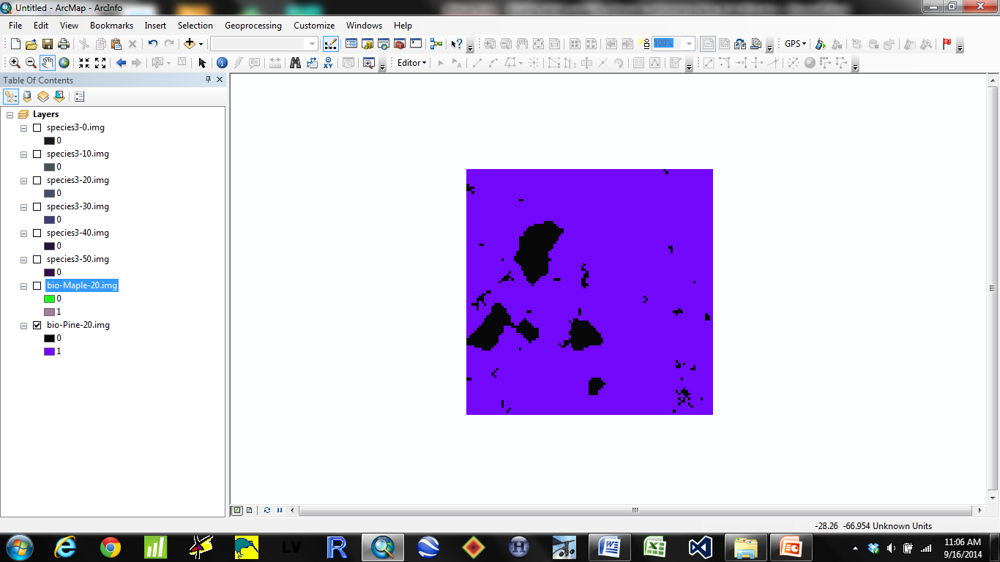 Untitled - ArcMap - ArcInfo
File Edit View Bookmarks Insert Selection Geoprocessing Customize Windows Help
100%
GPS
Editor
Table Of Contents
Layers
species3-0.img
0
species3-10.img
0
species3-20.img
0
species3-30.img
0
species3-40.img
0
species3-50.img
0
bio-Maple-20.img
0
1
bio-Pine-20.img
0
1
-28.26 -66.954 Unknown Units
LV
R
H
11:06 AM
9/16/2014